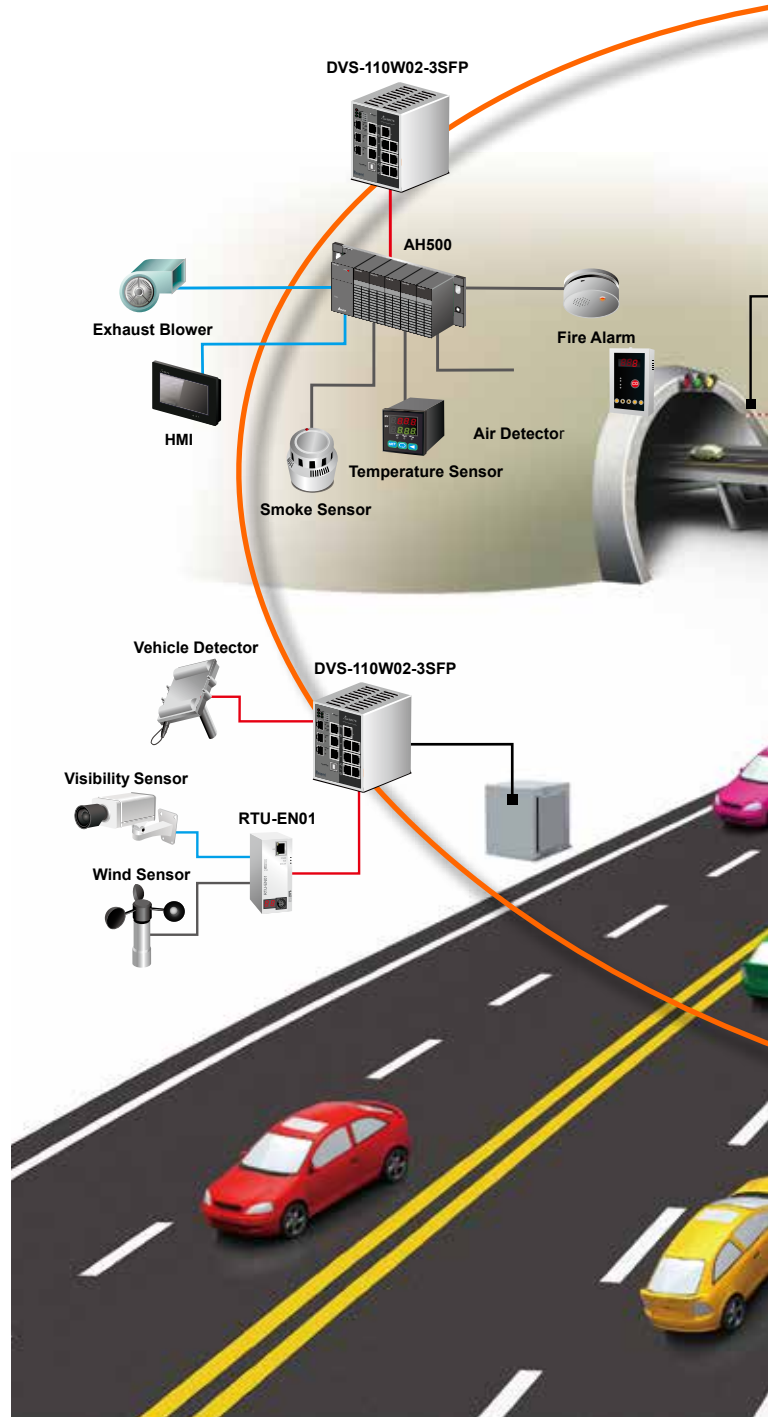 DVS-110W02-3SFP
AH500
Exhaust Blower
Fire Alarm
HMI
Air Detector
Temperature Sensor
Smoke Sensor
Vehicle Detector
DVS-110W02-3SFP
Visibility Sensor
RTU-EN01
Wind Sensor